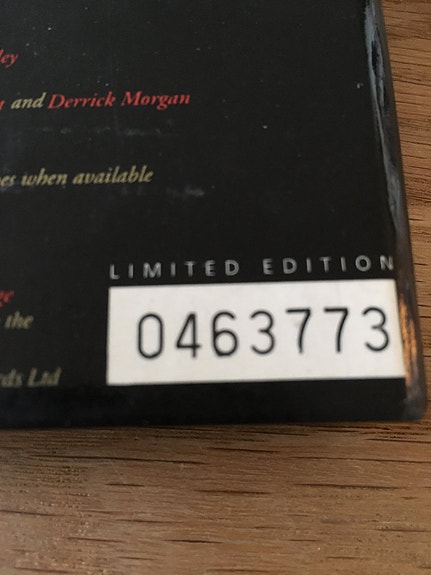 and Derrick Morgan
when available
LIMITED EDITION
the
0463773
Ltd